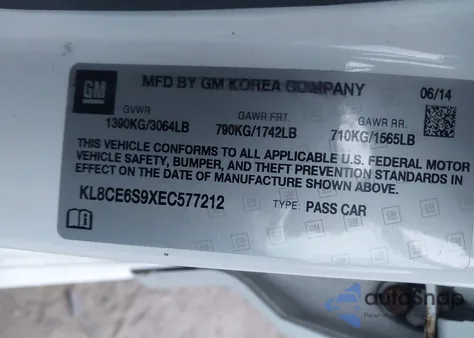 GM
MFD BY GM KOREA COMPANY 06/14
GVWR GAWR FRT. GAWR RR.
1390KG/3064LB 790KG/1742LB 710KG/1565LB
THIS VEHICLE CONFORMS TO ALL APPLICABLE U.S. FEDERAL MOTOR
VEHICLE SAFETY, BUMPER, AND THEFT PREVENTION STANDARDS IN
EFFECT ON THE DATE OF MANUFACTURE SHOWN ABOVE.
KL8CE6S9XEC577212 TYPE: PASS CAR
autoShop